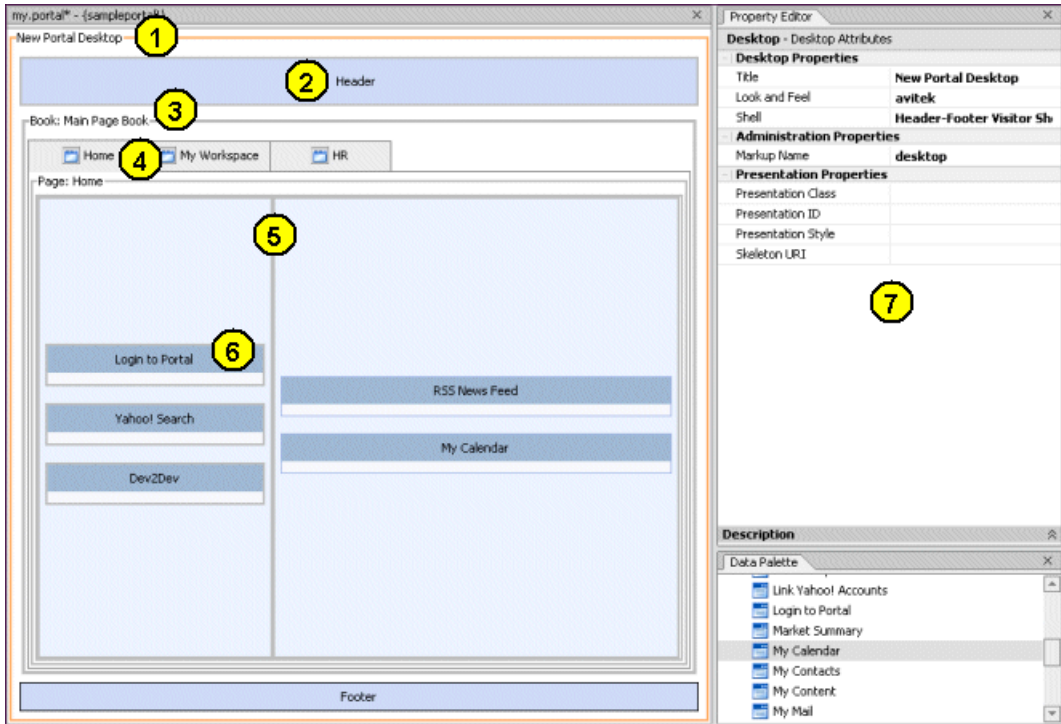 my.portal* - {sampleportal}
New Portal Desktop
1
2
Header
3
Book: Main Page Book
Home
4
My Workspace
HR
Page: Home
5
6
Login to Portal
Yahoo! Search
Dev2Dev
RSS News Feed
My Calendar
Footer
Property Editor
Desktop - Desktop Attributes
Desktop Properties
Title New Portal Desktop
Look and Feel avitek
Shell Header-Footer Visitor Sh
Administration Properties
Markup Name desktop
Presentation Properties
Presentation Class
Presentation ID
Presentation Style
Skeleton URI
7
Description
Data Palette
Link Yahoo! Accounts
Login to Portal
Market Summary
My Calendar
My Contacts
My Content
My Mail